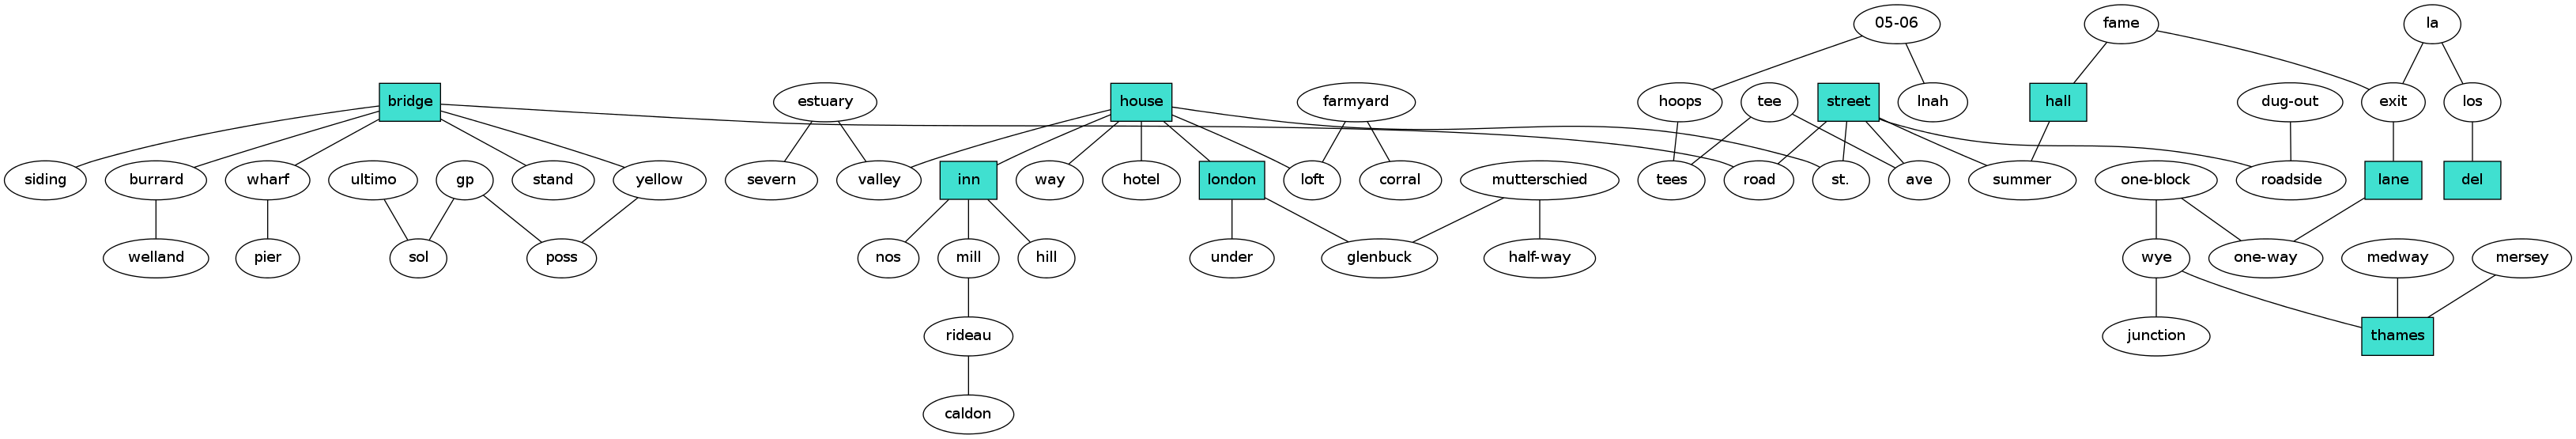 05-06 fame la
bridge estuary house farmyard hoops tee street lnah hall dug-out exit los
siding burrard wharf ultimo gp stand yellow severn valley inn way hotel london loft corral mutterschied tees road st. ave summer one-block roadside lane del
welland pier sol poss nos mill hill under glenbuck half-way wye one-way medway mersey
rideau junction thames
caldon